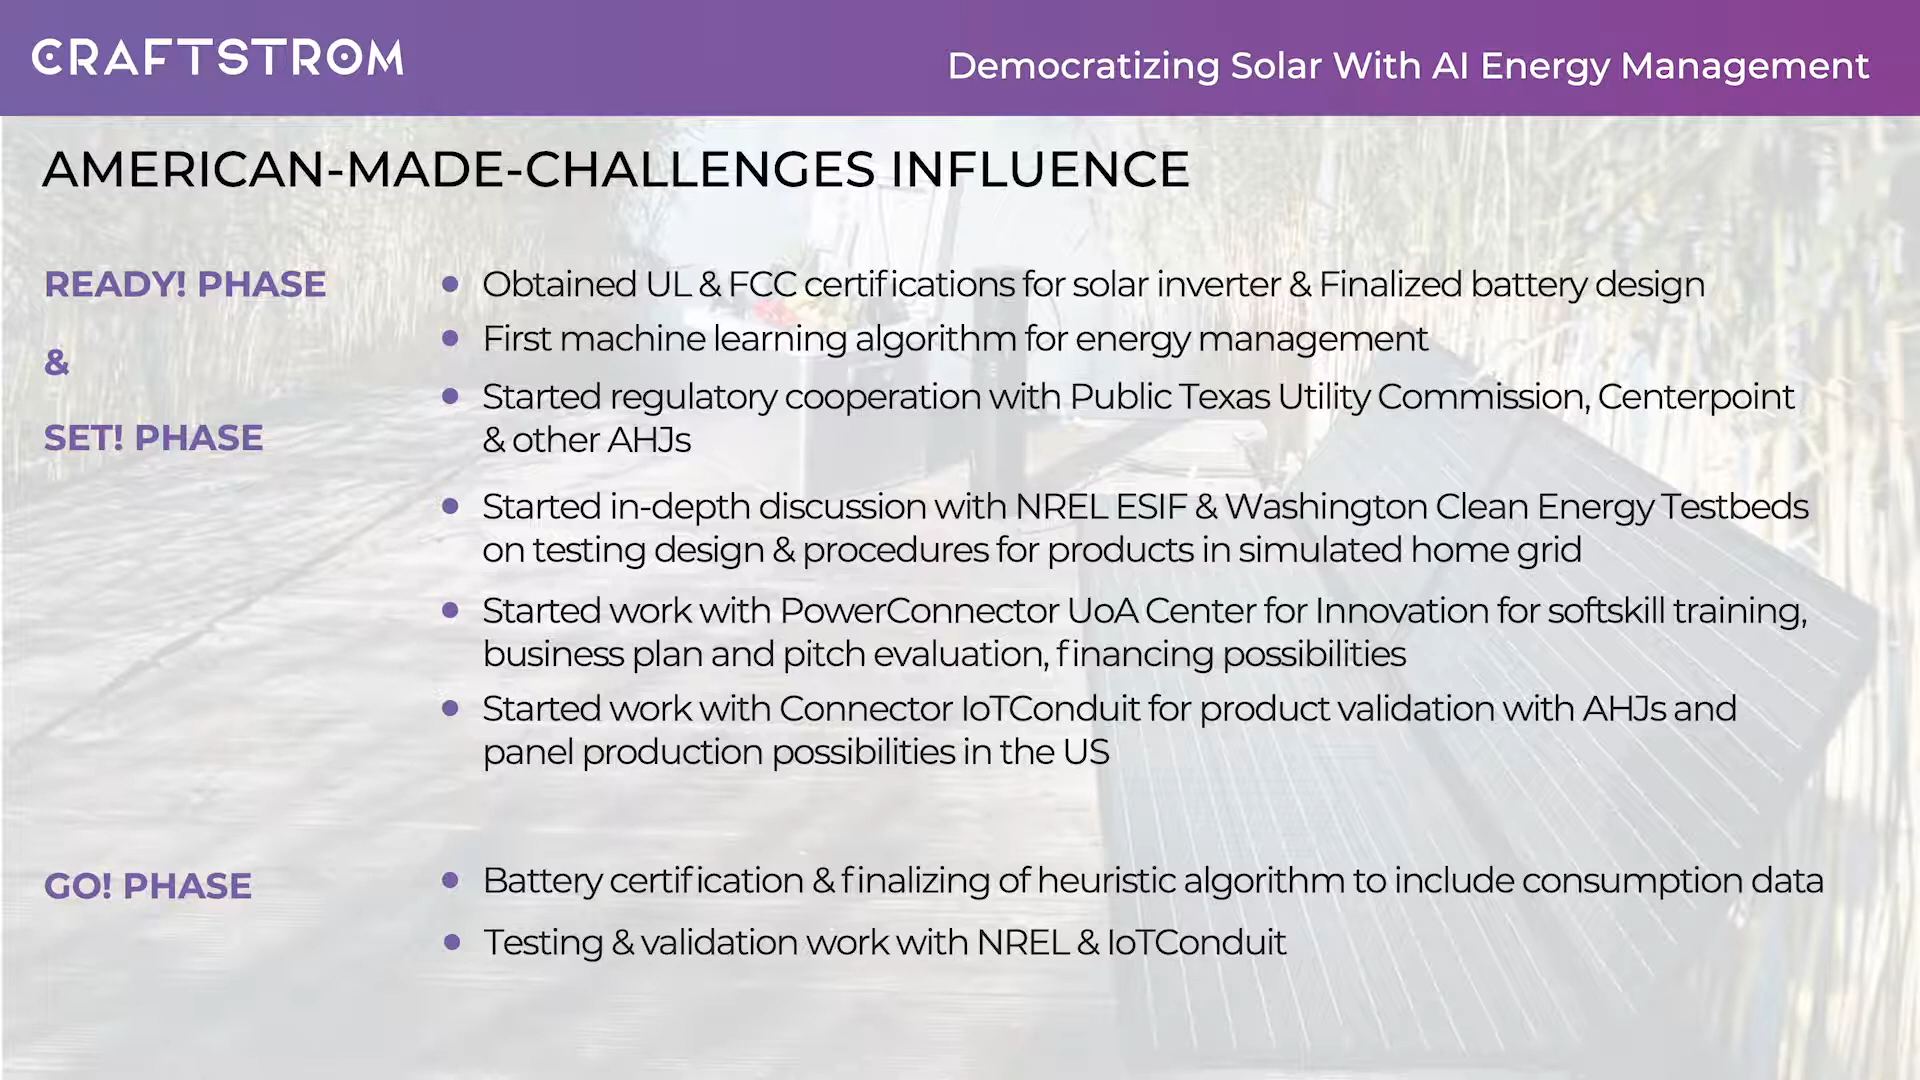 CRAFTSTROM
Democratizing Solar With AI Energy Management
AMERICAN-MADE-CHALLENGES INFLUENCE
READY! PHASE
&
SET! PHASE
• Obtained UL & FCC certifications for solar inverter & Finalized battery design
• First machine learning algorithm for energy management
• Started regulatory cooperation with Public Texas Utility Commission, Centerpoint
& other AHJs
• Started in-depth discussion with NREL ESIF & Washington Clean Energy Testbeds
on testing design & procedures for products in simulated home grid
• Started work with PowerConnector UoA Center for Innovation for softskill training,
business plan and pitch evaluation, financing possibilities
• Started work with Connector IoTConduit for product validation with AHJs and
panel production possibilities in the US
GO! PHASE
• Battery certification & finalizing of heuristic algorithm to include consumption data
• Testing & validation work with NREL & IoTConduit